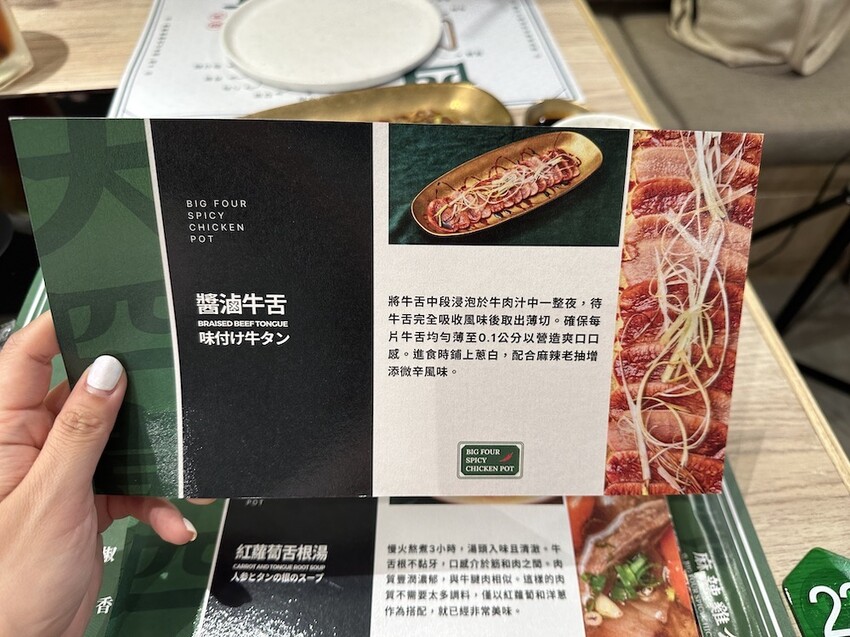 BIG FOUR
SPICY
CHICKEN
POT
醬滷牛舌
BRAISED BEEF TONGUE
味付け牛タン
將牛舌中段浸泡於牛肉汁中一整夜，待
牛舌完全吸收風味後取出薄切。確保每
片牛舌均勻薄至0.1公分以營造爽口口
感。進食時鋪上蔥白，配合麻辣老抽增
添微辛風味。
BIG FOUR
SPICY
CHICKEN POT
POT
紅蘿蔔舌根湯
CARROT AND TONGUE ROOT SOUP
人参とタンの根のスープ
慢火熬煮3小時，湯頭入味且清澈。牛
舌根不黏牙，口感介於筋和肉之間。肉
質豐潤濃郁，與牛腱肉相似。這樣的肉
質不需要太多調料，僅以紅蘿蔔和洋蔥
作為搭配，就已經非常美味。
椒
香
麻
雞